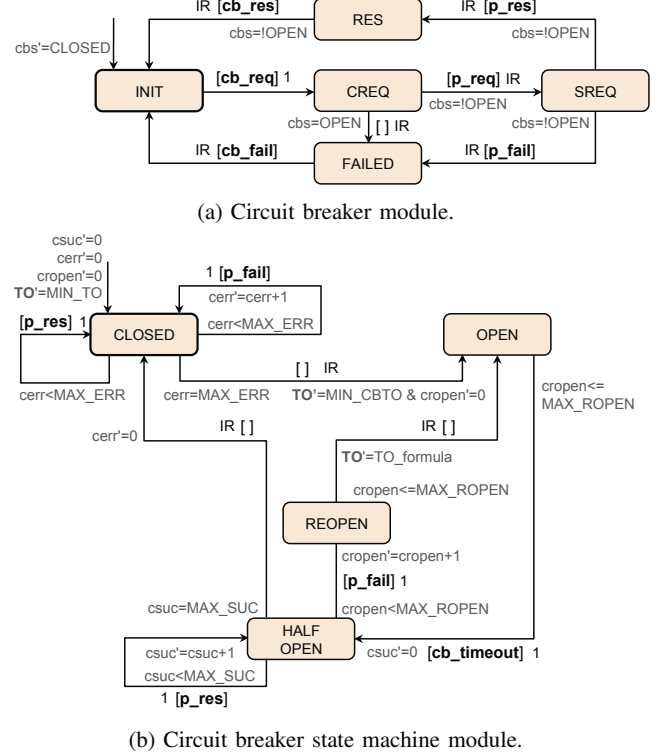 IR [cb_res]
RES
IR [p_res]
cbs=!OPEN
cbs=!OPEN
cbs'=CLOSED
INIT
[cb_req] 1
CREQ
[p_req] IR
SREQ
cbs=!OPEN
cbs=OPEN
[ ] IR
cbs=!OPEN
IR [cb_fail]
FAILED
IR [p_fail]
(a) Circuit breaker module.
csuc'=0
cerr'=0
cropen'=0
TO'=MIN_TO
1 [p_fail]
cerr'=cerr+1
cerr<MAX_ERR
[p_res] 1
CLOSED
OPEN
cerr<MAX_ERR
cerr=MAX_ERR
[ ] IR
TO'=MIN_CBTO & cropen'=0
cropen<=
MAX_ROPEN
cerr'=0
IR [ ]
IR [ ]
TO'=TO_formula
cropen<=MAX_ROPEN
REOPEN
cropen'=cropen+1
[p_fail] 1
cropen<MAX_ROPEN
csuc=MAX_SUC
HALF
OPEN
csuc'=csuc+1
csuc<MAX_SUC
1 [p_res]
csuc'=0 [cb_timeout] 1
(b) Circuit breaker state machine module.